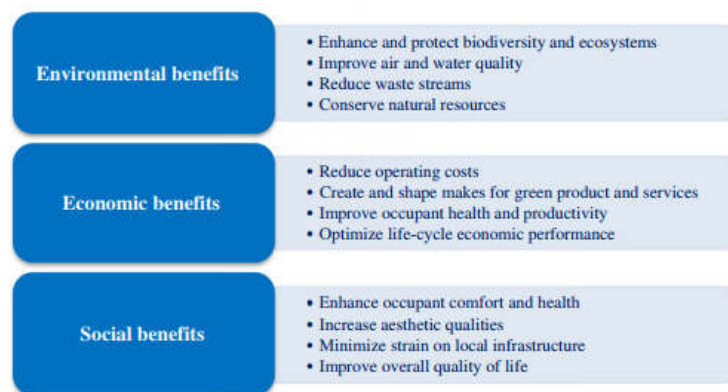 Environmental benefits
• Enhance and protect biodiversity and ecosystems
• Improve air and water quality
• Reduce waste streams
• Conserve natural resources
Economic benefits
• Reduce operating costs
• Create and shape makes for green product and services
• Improve occupant health and productivity
• Optimize life-cycle economic performance
Social benefits
• Enhance occupant comfort and health
• Increase aesthetic qualities
• Minimize strain on local infrastructure
• Improve overall quality of life